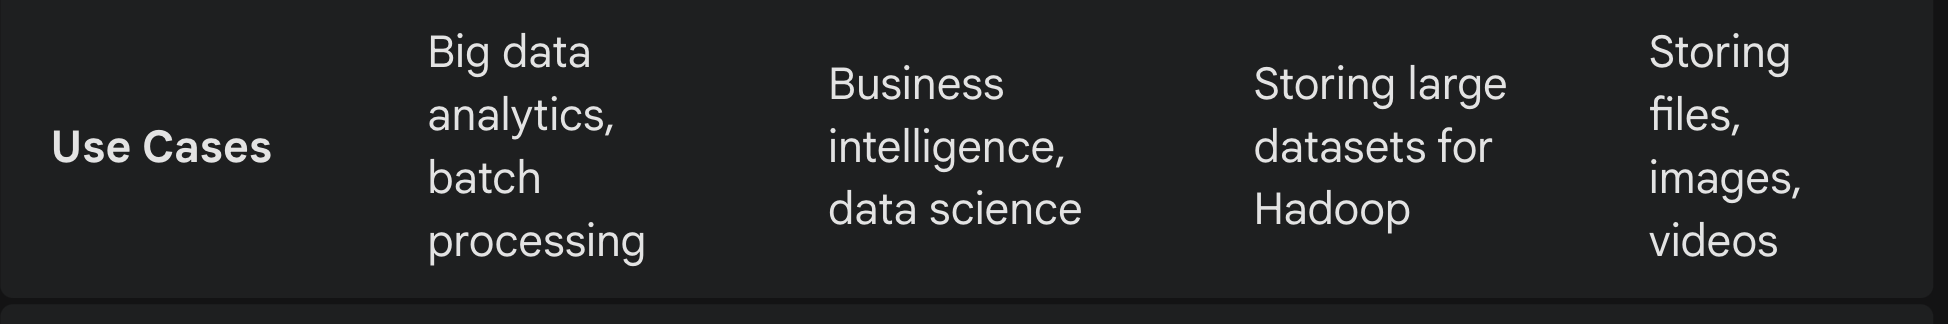 Use Cases
Big data
analytics,
batch
processing
Business
intelligence,
data science
Storing large
datasets for
Hadoop
Storing
files,
images,
videos